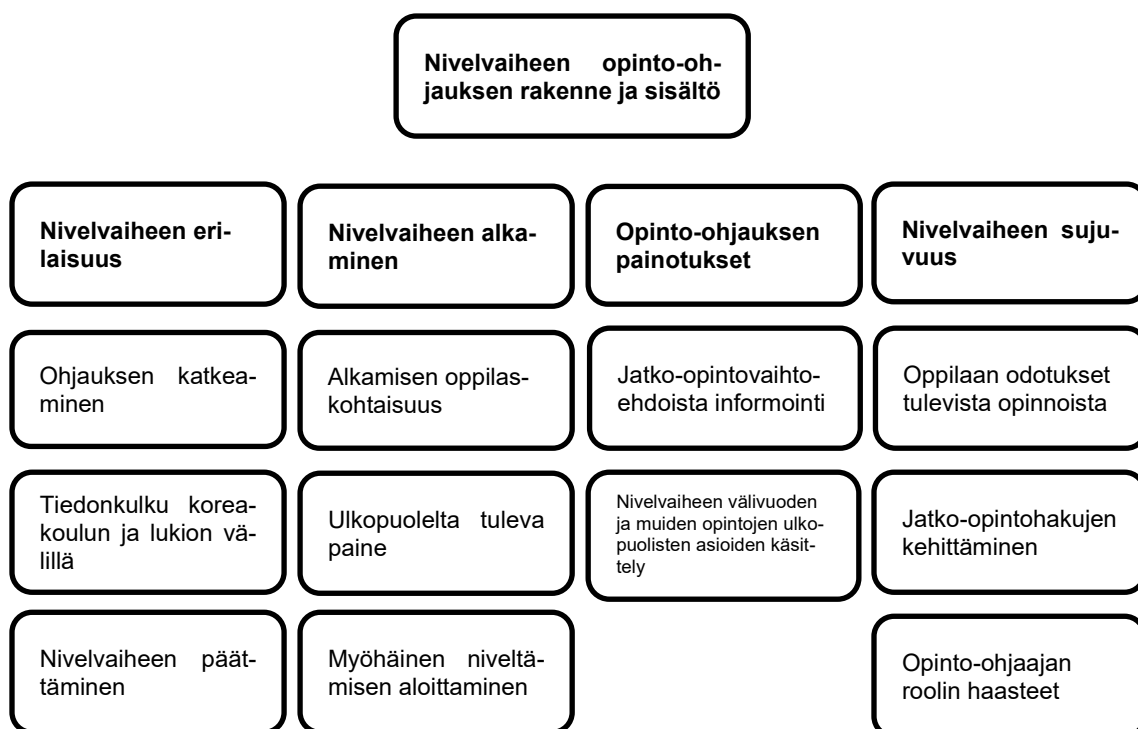 Nivelvaiheen opinto-oh-
jauksen rakenne ja sisältö
Nivelvaiheen eri-
laisuus
Nivelvaiheen alka-
minen
Opinto-ohjauksen
painotukset
Nivelvaiheen suju-
vuus
Ohjauksen katkea-
minen
Alkamisen oppilas-
kohtaisuus
Jatko-opintovaihto-
ehdoista informointi
Oppilaan odotukset
tulevista opinnoista
Tiedonkulku korea-
koulun ja lukion vä-
lillä
Ulkopuolelta tuleva
paine
Nivelvaiheen välivuoden
ja muiden opintojen ulko-
puolisten asioiden käsit-
tely
Jatko-opintohakujen
kehittäminen
Nivelvaiheen päät-
täminen
Myöhäinen niveltä-
misen aloittaminen
Opinto-ohjaajan
roolin haasteet